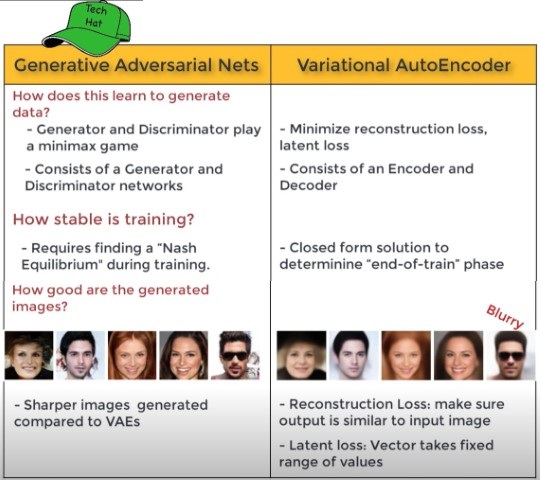 Tech
Hat
Generative Adversarial Nets
Variational AutoEncoder
How does this learn to generate
data?
- Generator and Discriminator play
a minimax game
- Consists of a Generator and
Discriminator networks
- Minimize reconstruction loss,
latent loss
- Consists of an Encoder and
Decoder
How stable is training?
- Requires finding a "Nash
Equilibrium" during training.
- Closed form solution to
determinine "end-of-train" phase
How good are the generated
images?
Blurry
- Sharper images generated
compared to VAEs
- Reconstruction Loss: make sure
output is similar to input image
- Latent loss: Vector takes fixed
range of values